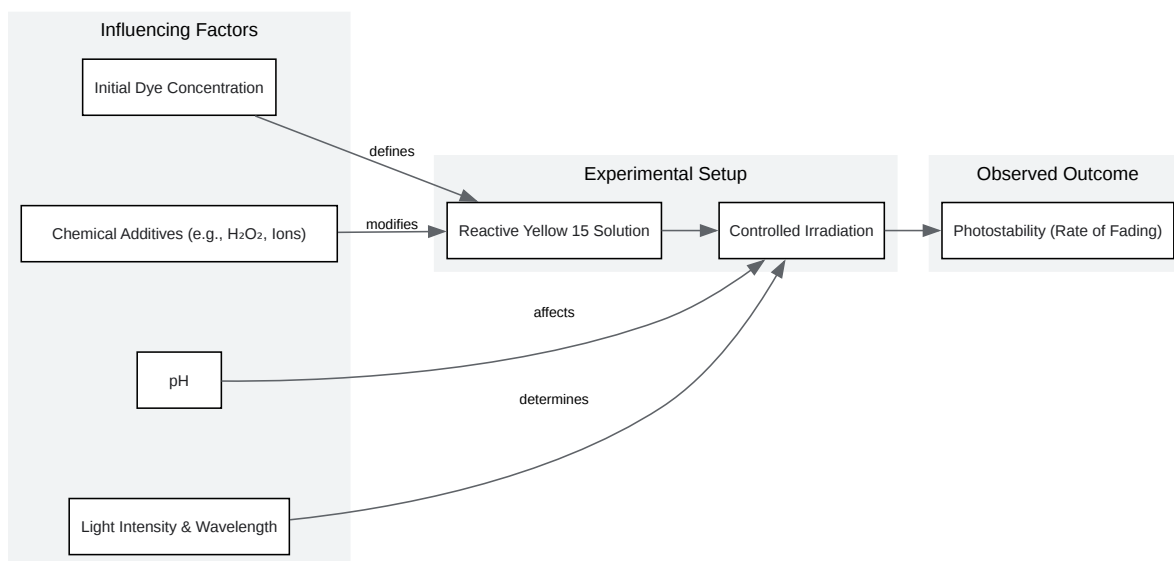 Influencing Factors
Initial Dye Concentration
defines
Experimental Setup
Observed Outcome
Chemical Additives (e.g., H₂O₂, Ions)
modifies
Reactive Yellow 15 Solution
Controlled Irradiation
Photostability (Rate of Fading)
affects
pH
determines
Light Intensity & Wavelength